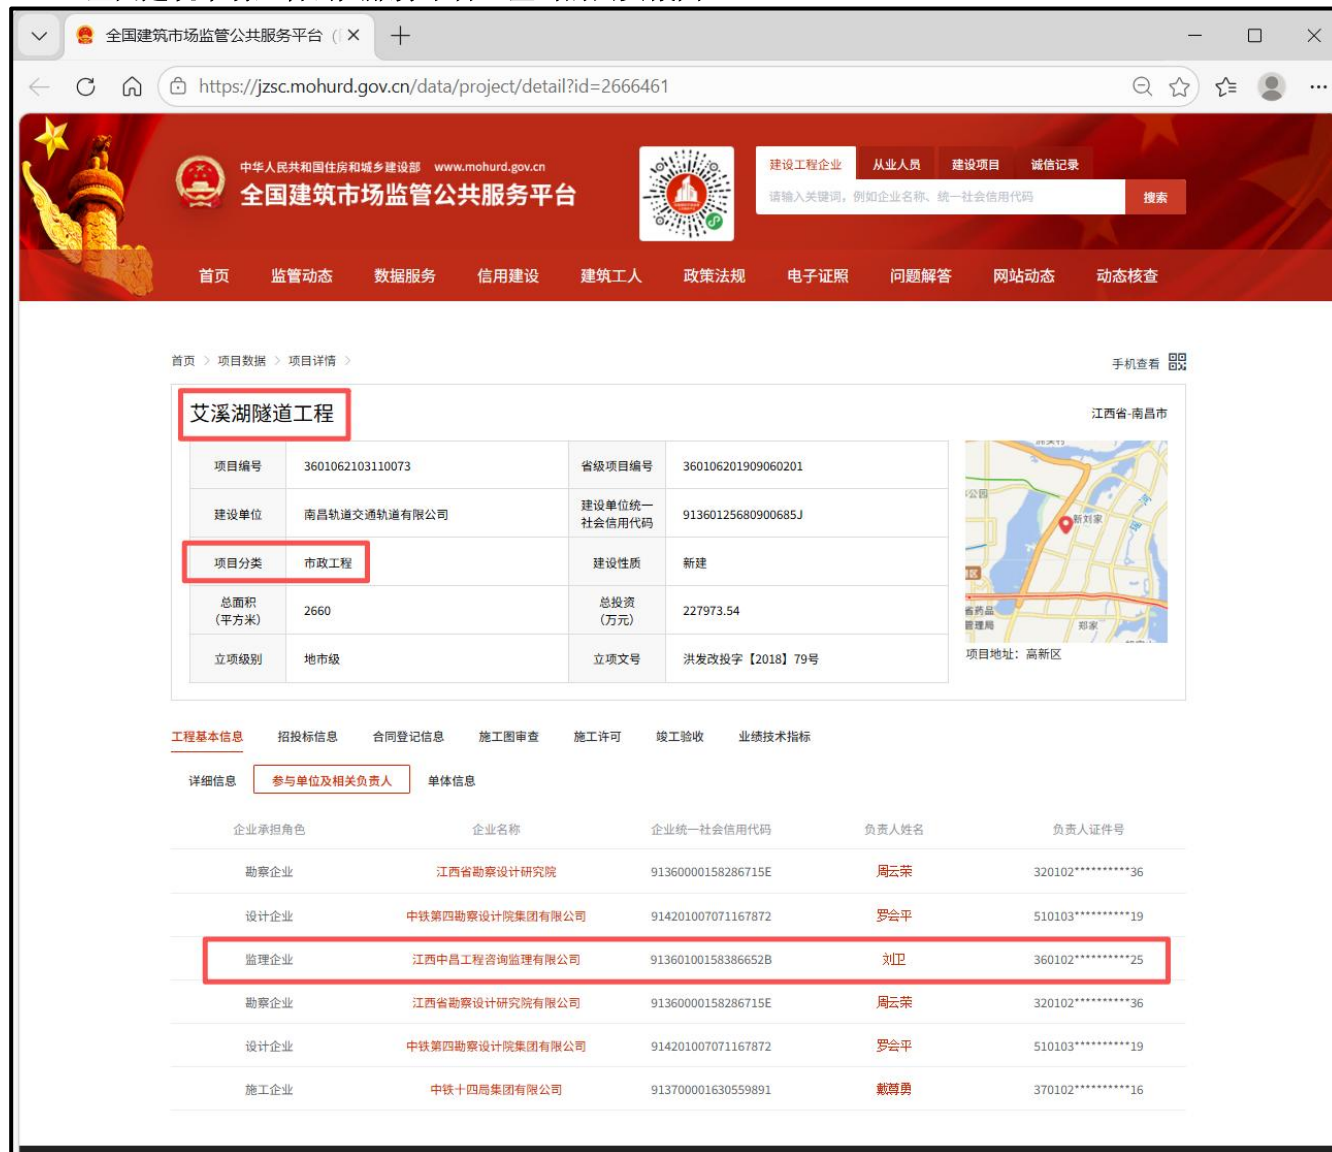 全国建筑市场监管公共服务平台（
https://jzsc.mohurd.gov.cn/data/project/detail?id=2666461
中华人民共和国住房和城乡建设部 www.mohurd.gov.cn
全国建筑市场监管公共服务平台
建设工程企业 从业人员 建设项目 诚信记录
请输入关键词，例如企业名称、统一社会信用代码 搜索
首页 监管动态 数据服务 信用建设 建筑工人 政策法规 电子证照 问题解答 网站动态 动态核查
首页 > 项目数据 > 项目详情 >
手机查看
艾溪湖隧道工程
江西省-南昌市
项目编号 3601062103110073 省级项目编号 360106201909060201
建设单位 南昌轨道交通轨道有限公司 建设单位统一社会信用代码 91360125680900685J
项目分类 市政工程 建设性质 新建
总面积（平方米） 2660 总投资（万元） 227973.54
立项级别 地市级 立项文号 洪发改投字【2018】79号
新刘家
郑家
项目地址：高新区
工程基本信息 招投标信息 合同登记信息 施工图审查 施工许可 竣工验收 业绩技术指标
详细信息 参与单位及相关负责人 单体信息
企业承担角色 企业名称 企业统一社会信用代码 负责人姓名 负责人证件号
勘察企业 江西省勘察设计研究院 91360000158286715E 周云荣 320102**********36
设计企业 中铁第四勘察设计院集团有限公司 914201007071167872 罗会平 510103**********19
监理企业 江西中昌工程咨询监理有限公司 91360100158386652B 刘卫 360102**********25
勘察企业 江西省勘察设计研究院有限公司 91360000158286715E 周云荣 320102**********36
设计企业 中铁第四勘察设计院集团有限公司 914201007071167872 罗会平 510103**********19
施工企业 中铁十四局集团有限公司 913700001630559891 戴尊勇 370102**********16